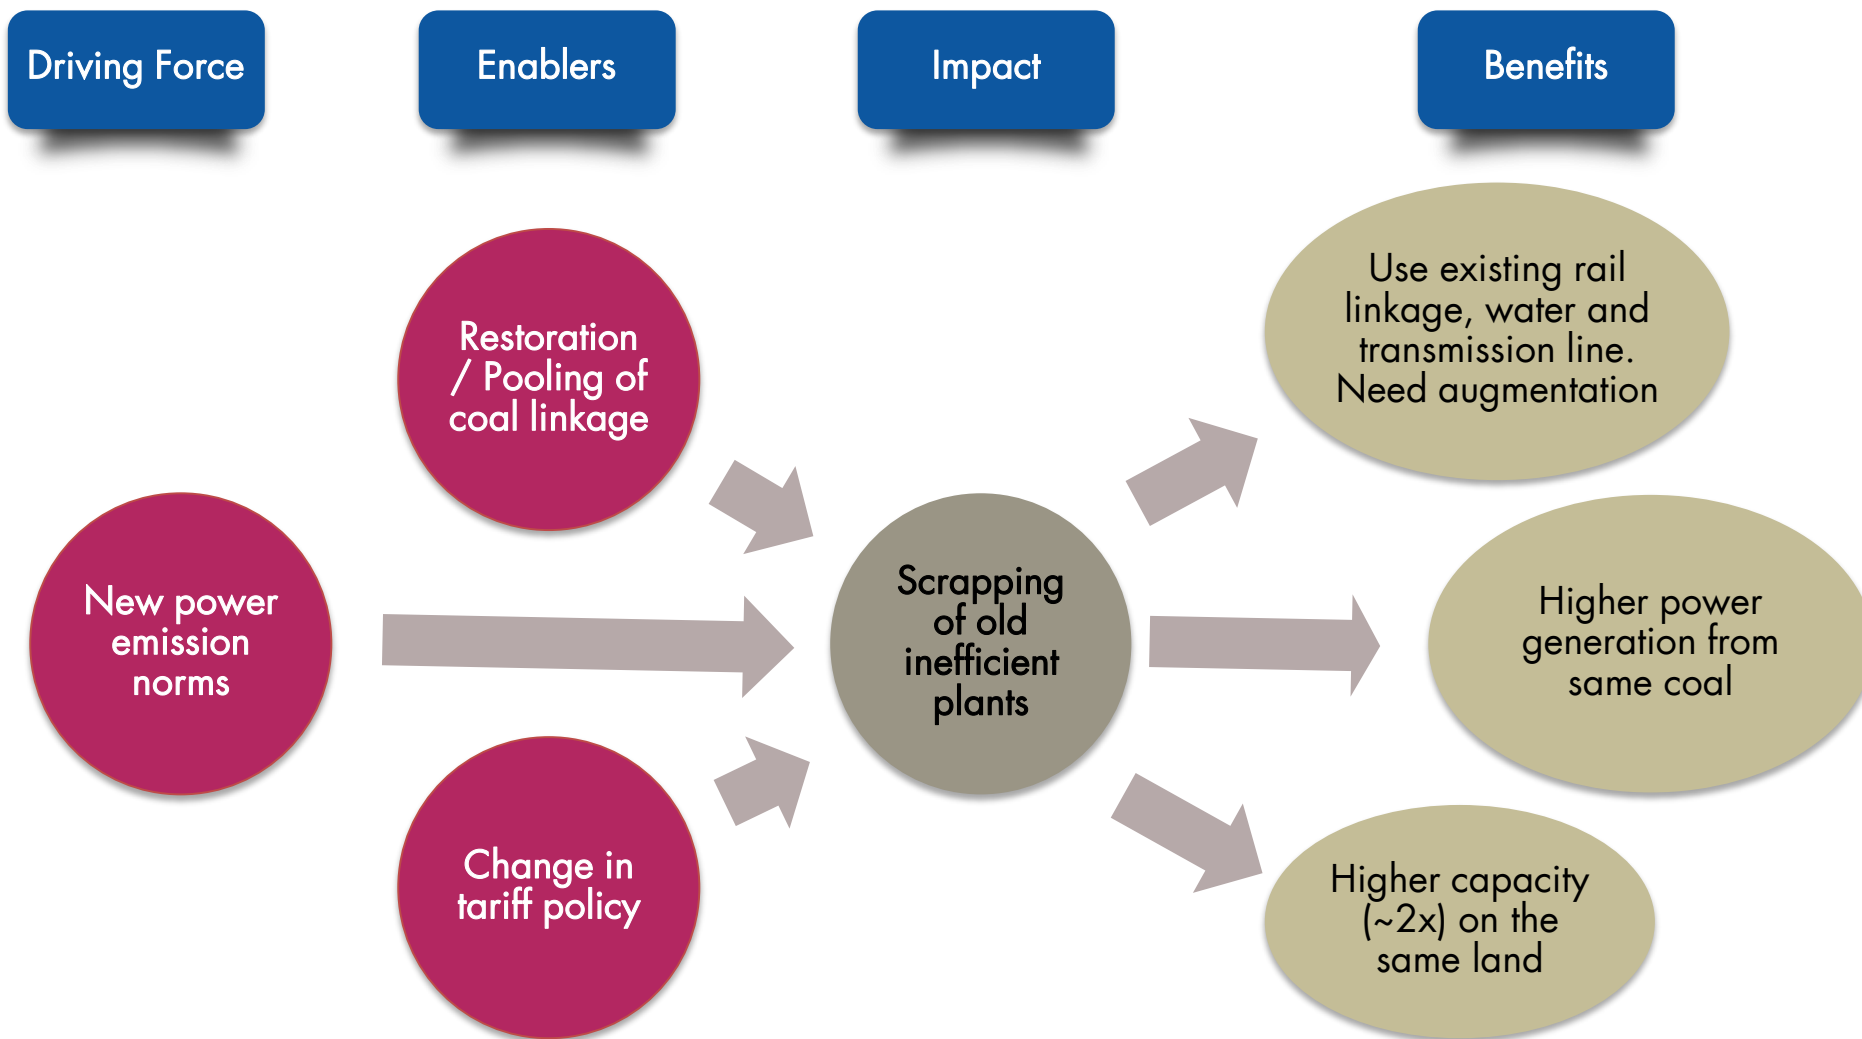 Driving Force
Enablers
Impact
Benefits
Restoration
/ Pooling of
coal linkage
New power
emission
norms
Change in
tariff policy
Scrapping
of old
inefficient
plants
Use existing rail
linkage, water and
transmission line.
Need augmentation
Higher power
generation from
same coal
Higher capacity
(~2x) on the
same land